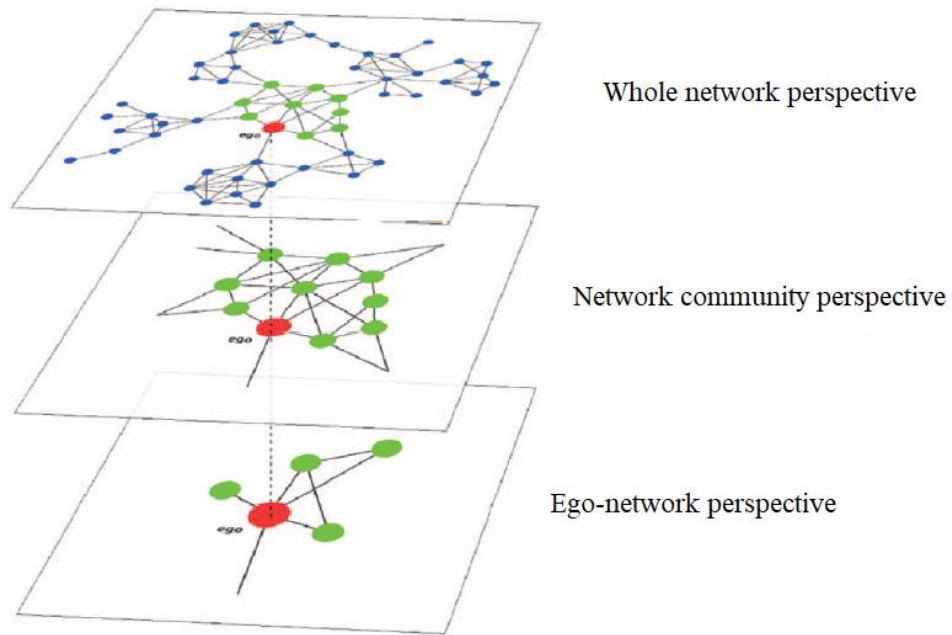 Whole network perspective
ego
Network community perspective
ego
Ego-network perspective
ego